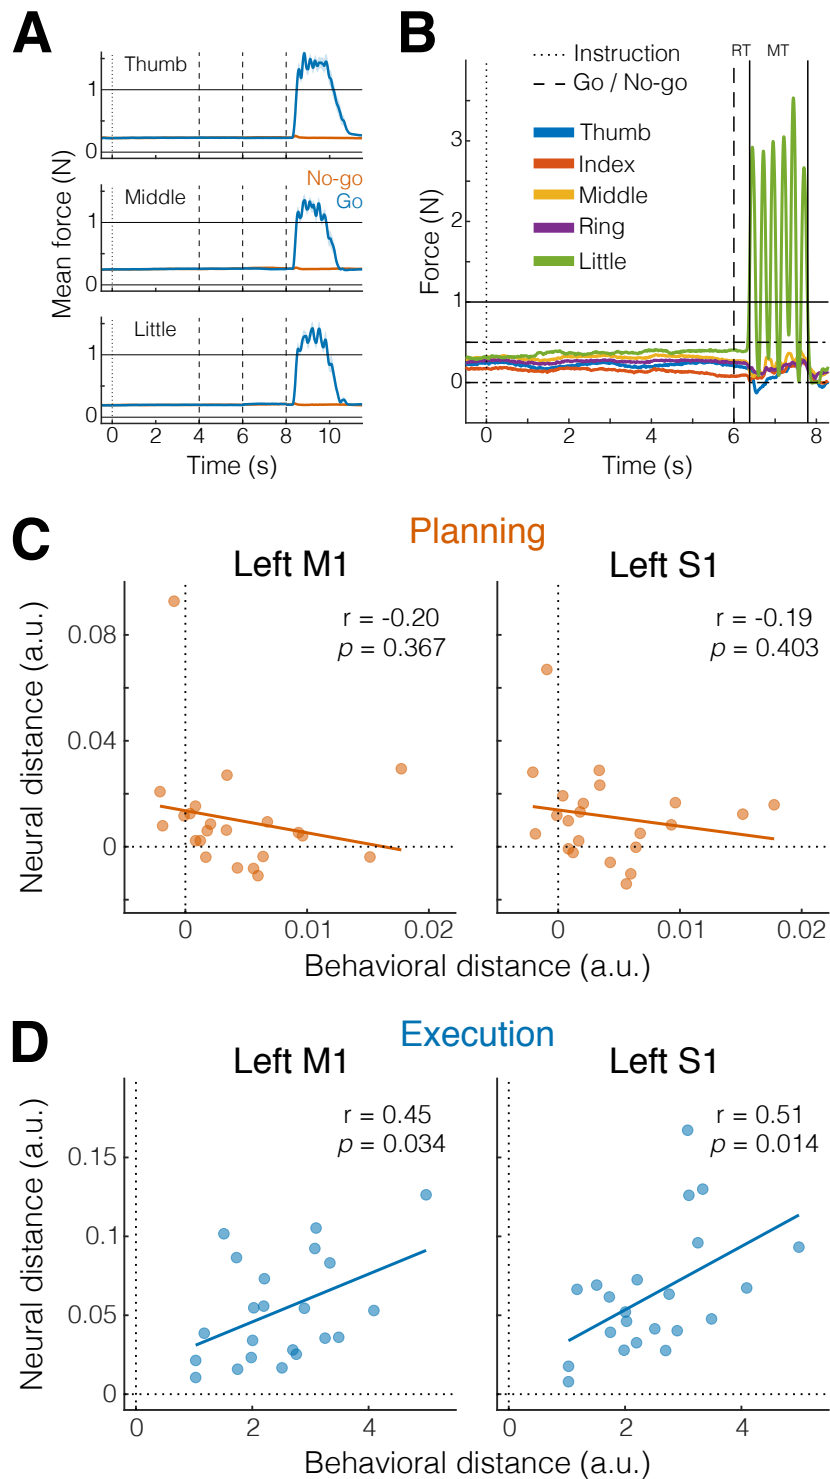 A
Mean force (N)
Thumb
1
0
Middle
No-go
Go
1
0
Little
1
0
0 2 4 6 8 10
Time (s)
B
Instruction
Go / No-go
RT MT
Thumb
Index
Middle
Ring
Little
Force (N)
3
2
1
0
0 2 4 6 8
Time (s)
C
Planning
Left M1
r = -0.20
p = 0.367
Left S1
r = -0.19
p = 0.403
Neural distance (a.u.)
0.08
0.04
0
0 0.01 0.02
0 0.01 0.02
Behavioral distance (a.u.)
D
Execution
Left M1
r = 0.45
p = 0.034
Left S1
r = 0.51
p = 0.014
Neural distance (a.u.)
0.15
0.1
0.05
0
0 2 4
0 2 4
Behavioral distance (a.u.)